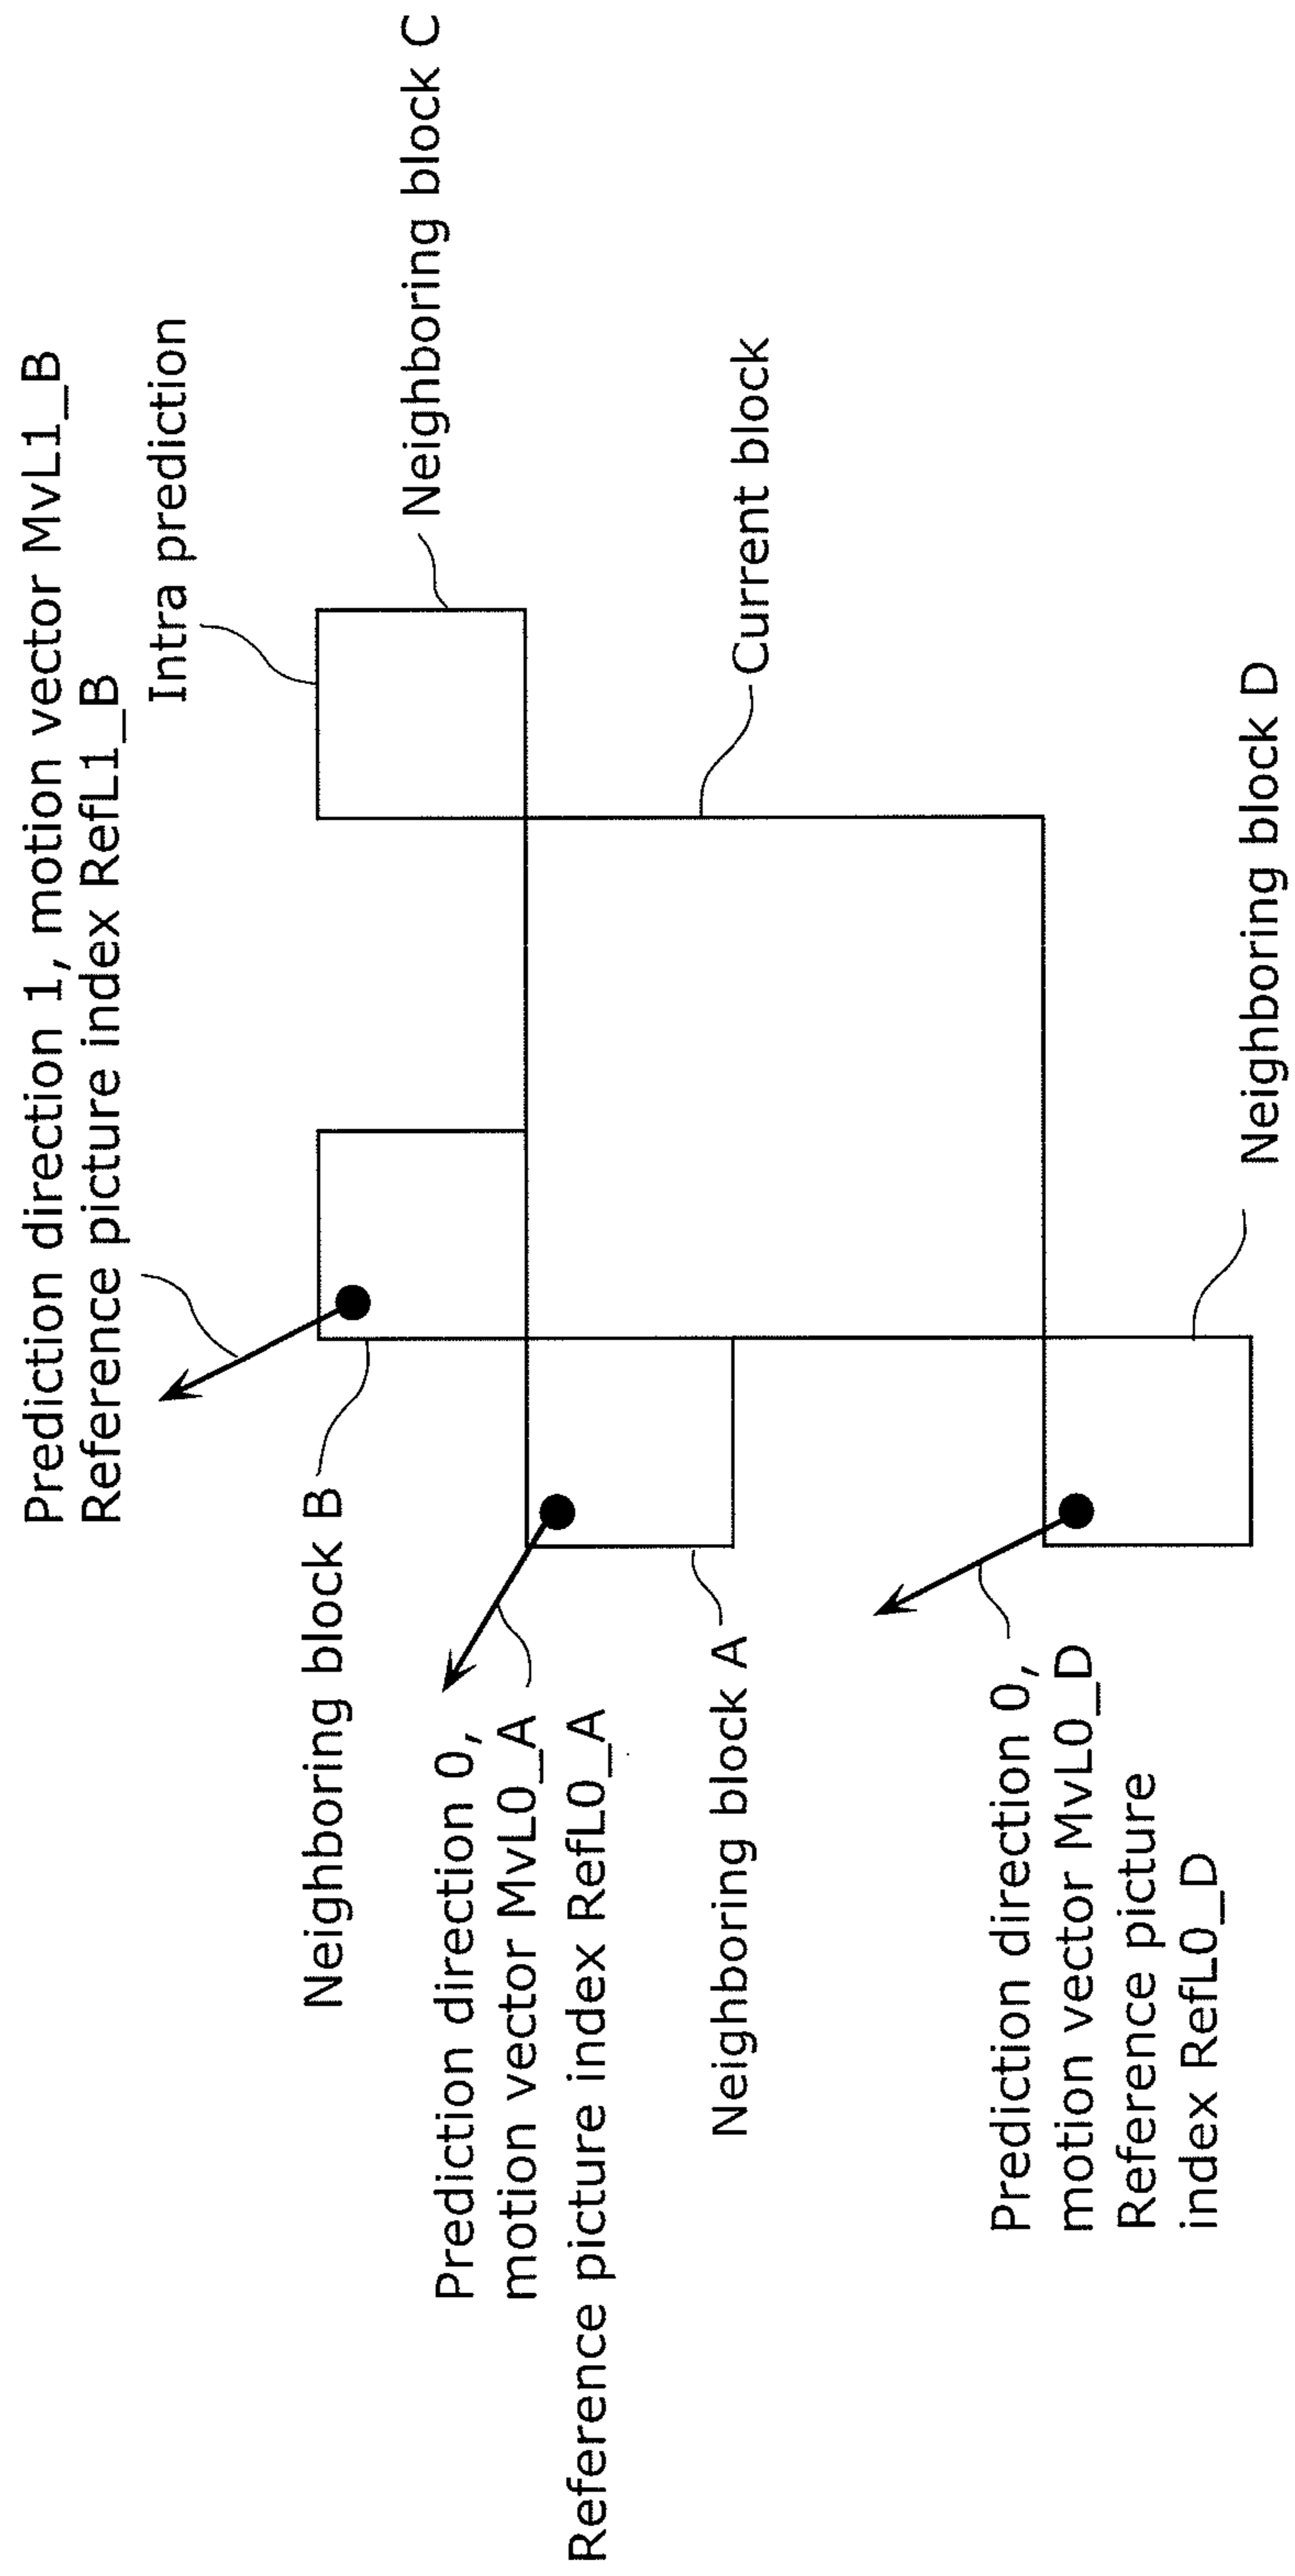 Prediction direction 1, motion vector MvL1_B
Reference picture index RefL1_B
Intra prediction
Neighboring block B
Neighboring block C
Prediction direction 0,
motion vector MvL0_A
Reference picture index RefL0_A
Neighboring block A
Current block
Prediction direction 0,
motion vector MvL0_D
Reference picture
index RefL0_D
Neighboring block D